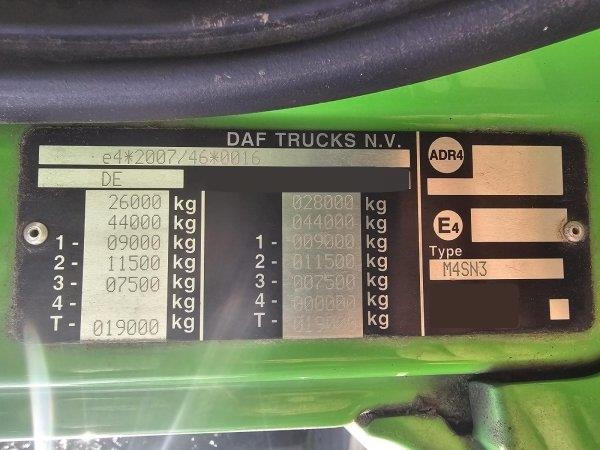 DAF TRUCKS N.V.
e4*2007/46*0016
DE
26000 kg 028000 kg
44000 kg 044000 kg
1 - 09000 kg 1 - 009000 kg
2 - 11500 kg 2 - 011500 kg
3 - 07500 kg 3 - 007500 kg
4 - kg 4 - 000000 kg
T - 019000 kg T - kg
ADR4
E4
Type
M4SN3